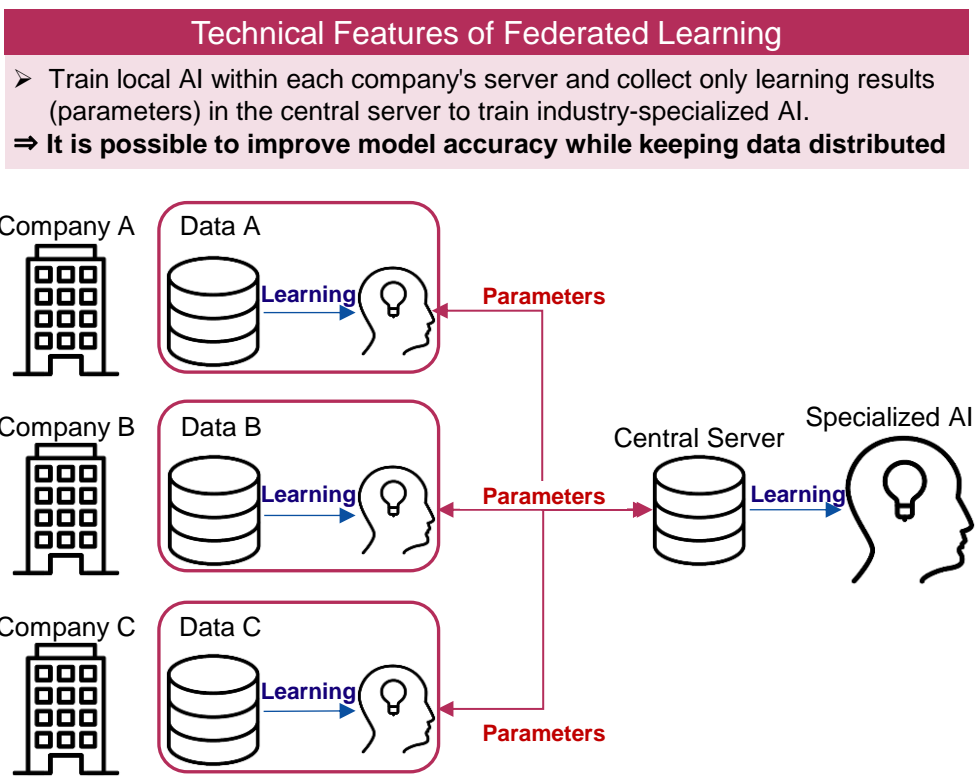 Technical Features of Federated Learning
➢ Train local AI within each company's server and collect only learning results
(parameters) in the central server to train industry-specialized AI.
⇒ It is possible to improve model accuracy while keeping data distributed
Company A
Data A
Learning
Parameters
Company B
Data B
Learning
Parameters
Central Server
Learning
Specialized AI
Company C
Data C
Learning
Parameters